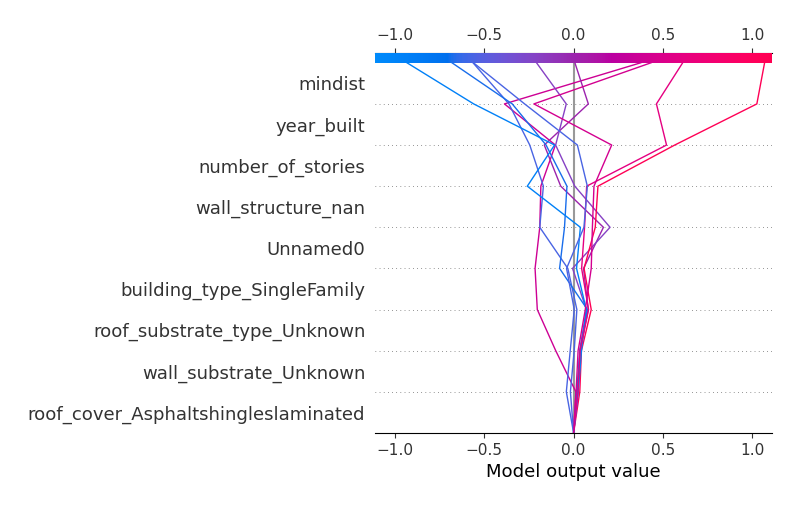 −1.0 −0.5 0.0 0.5 1.0
mindist
year_built
number_of_stories
wall_structure_nan
Unnamed0
building_type_SingleFamily
roof_substrate_type_Unknown
wall_substrate_Unknown
roof_cover_Asphaltshingleslaminated
−1.0 −0.5 0.0 0.5 1.0
Model output value